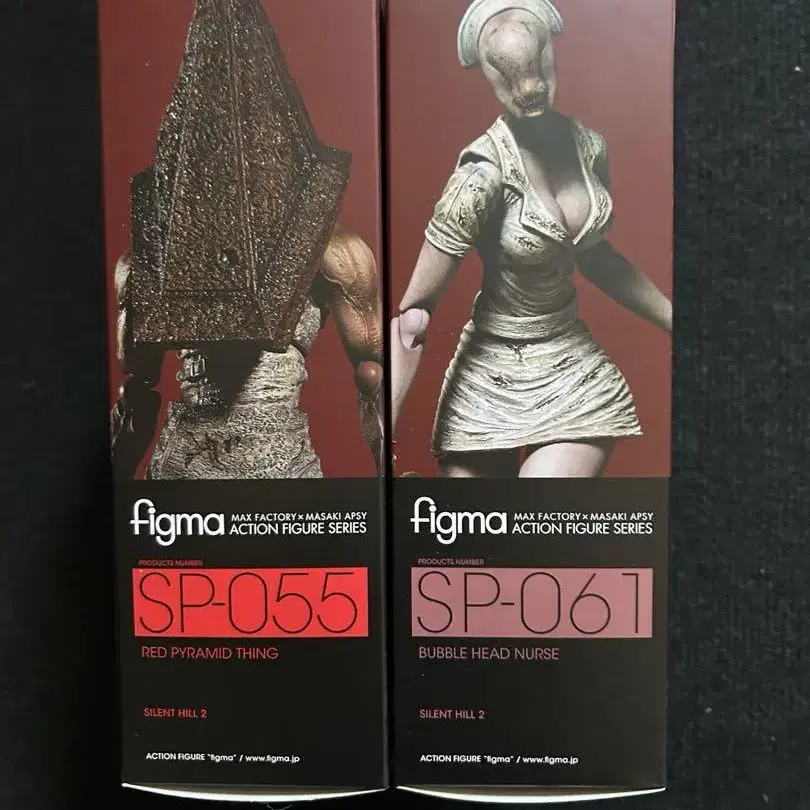 figma MAX FACTORY × MASAKI APSY
ACTION FIGURE SERIES
PRODUCTS NUMBER
SP-055
RED PYRAMID THING
SILENT HILL 2
ACTION FIGURE "figma" / www.figma.jp
figma MAX FACTORY × MASAKI APSY
ACTION FIGURE SERIES
PRODUCTS NUMBER
SP-061
BUBBLE HEAD NURSE
SILENT HILL 2
ACTION FIGURE "figma" / www.figma.jp